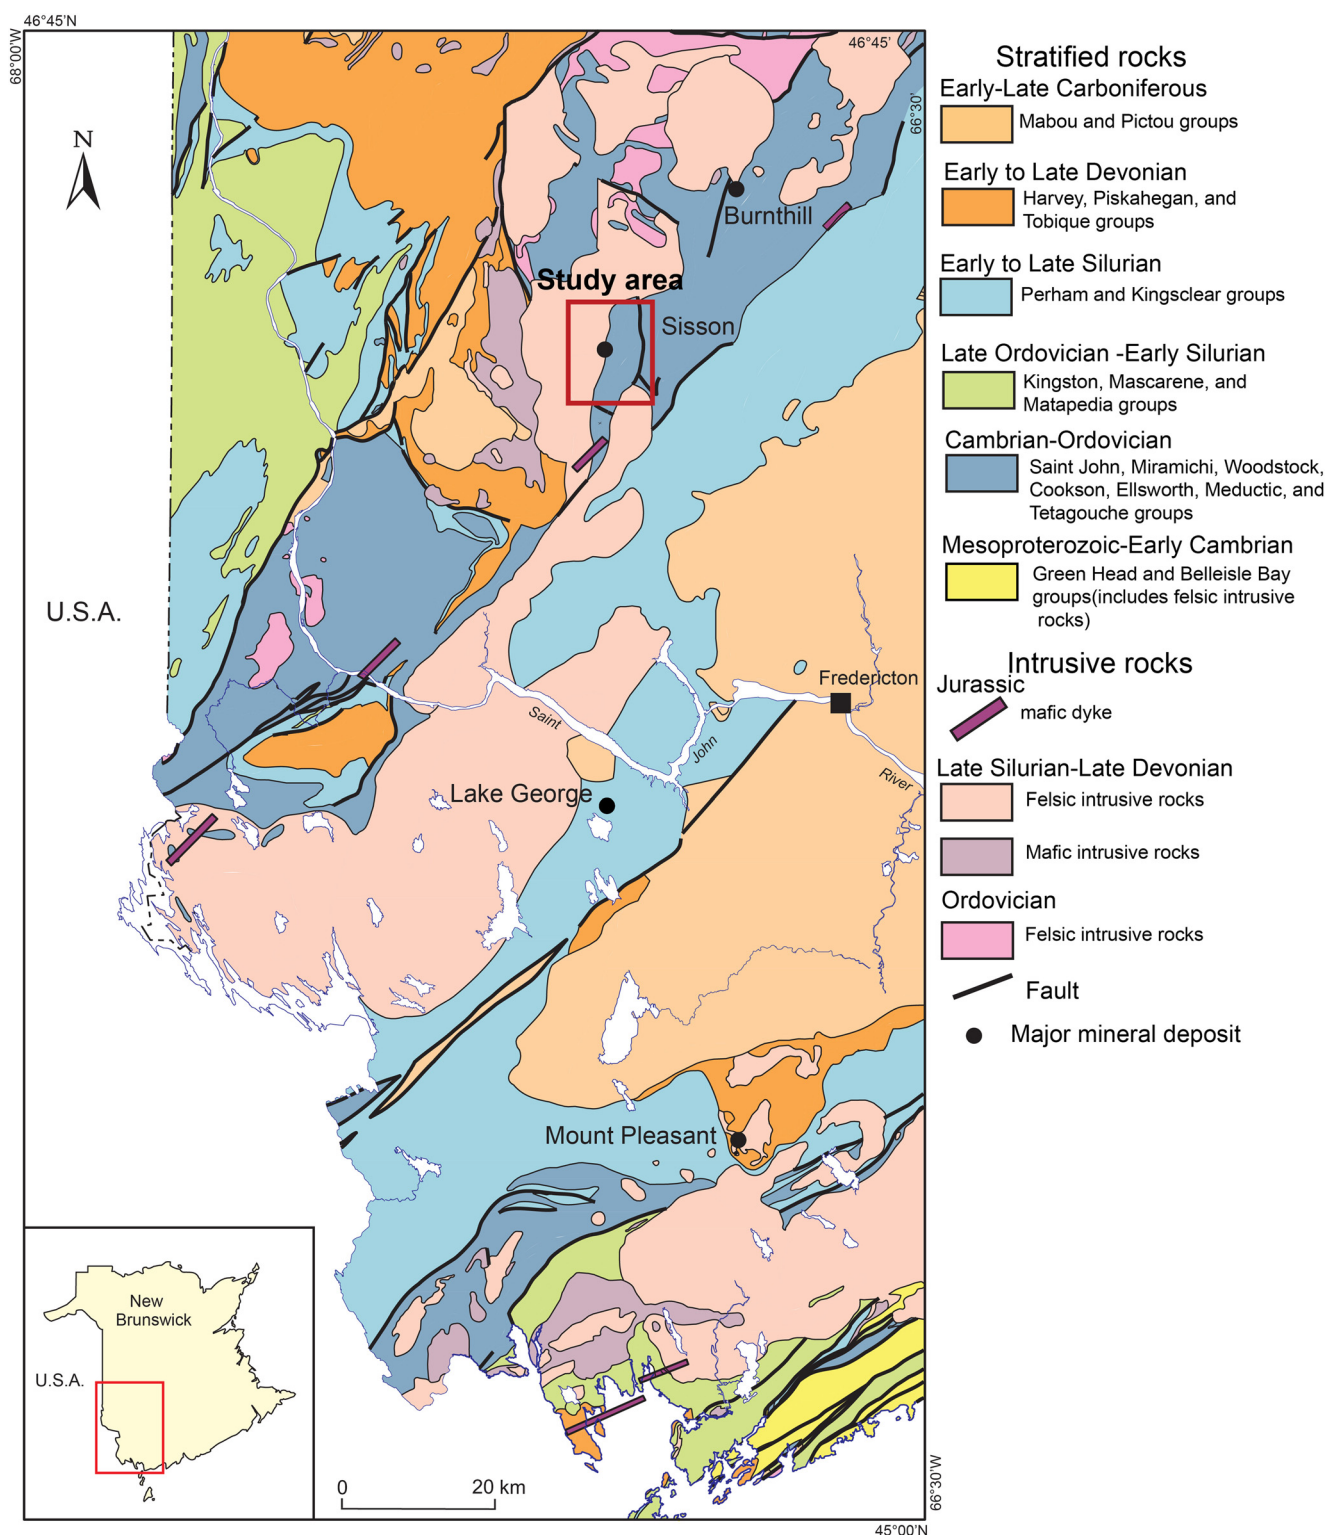 46°45'N
68°00'W
46°45'
66°30'
N
Burnthill
Study area
Sisson
U.S.A.
Fredericton
Saint
John
River
Lake George
Mount Pleasant
New
Brunswick
U.S.A.
0
20 km
66°30'W
45°00'N
Stratified rocks
Early-Late Carboniferous
Mabou and Pictou groups
Early to Late Devonian
Harvey, Piskahegan, and
Tobique groups
Early to Late Silurian
Perham and Kingsclear groups
Late Ordovician -Early Silurian
Kingston, Mascarene, and
Matapedia groups
Cambrian-Ordovician
Saint John, Miramichi, Woodstock,
Cookson, Ellsworth, Meductic, and
Tetagouche groups
Mesoproterozoic-Early Cambrian
Green Head and Belleisle Bay
groups(includes felsic intrusive
rocks)
Intrusive rocks
Jurassic
mafic dyke
Late Silurian-Late Devonian
Felsic intrusive rocks
Mafic intrusive rocks
Ordovician
Felsic intrusive rocks
Fault
Major mineral deposit